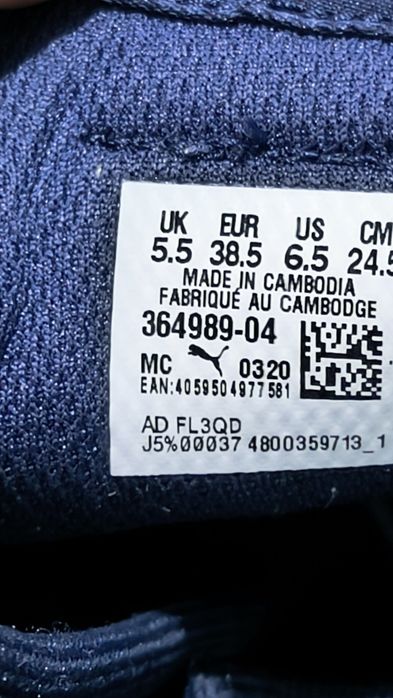 UK EUR US CM
5.5 38.5 6.5 24.5
MADE IN CAMBODIA
FABRIQUÉ AU CAMBODGE
364989-04
MC 0320
EAN:4059504977581
AD FL3QD
J5%00037 4800359713_1